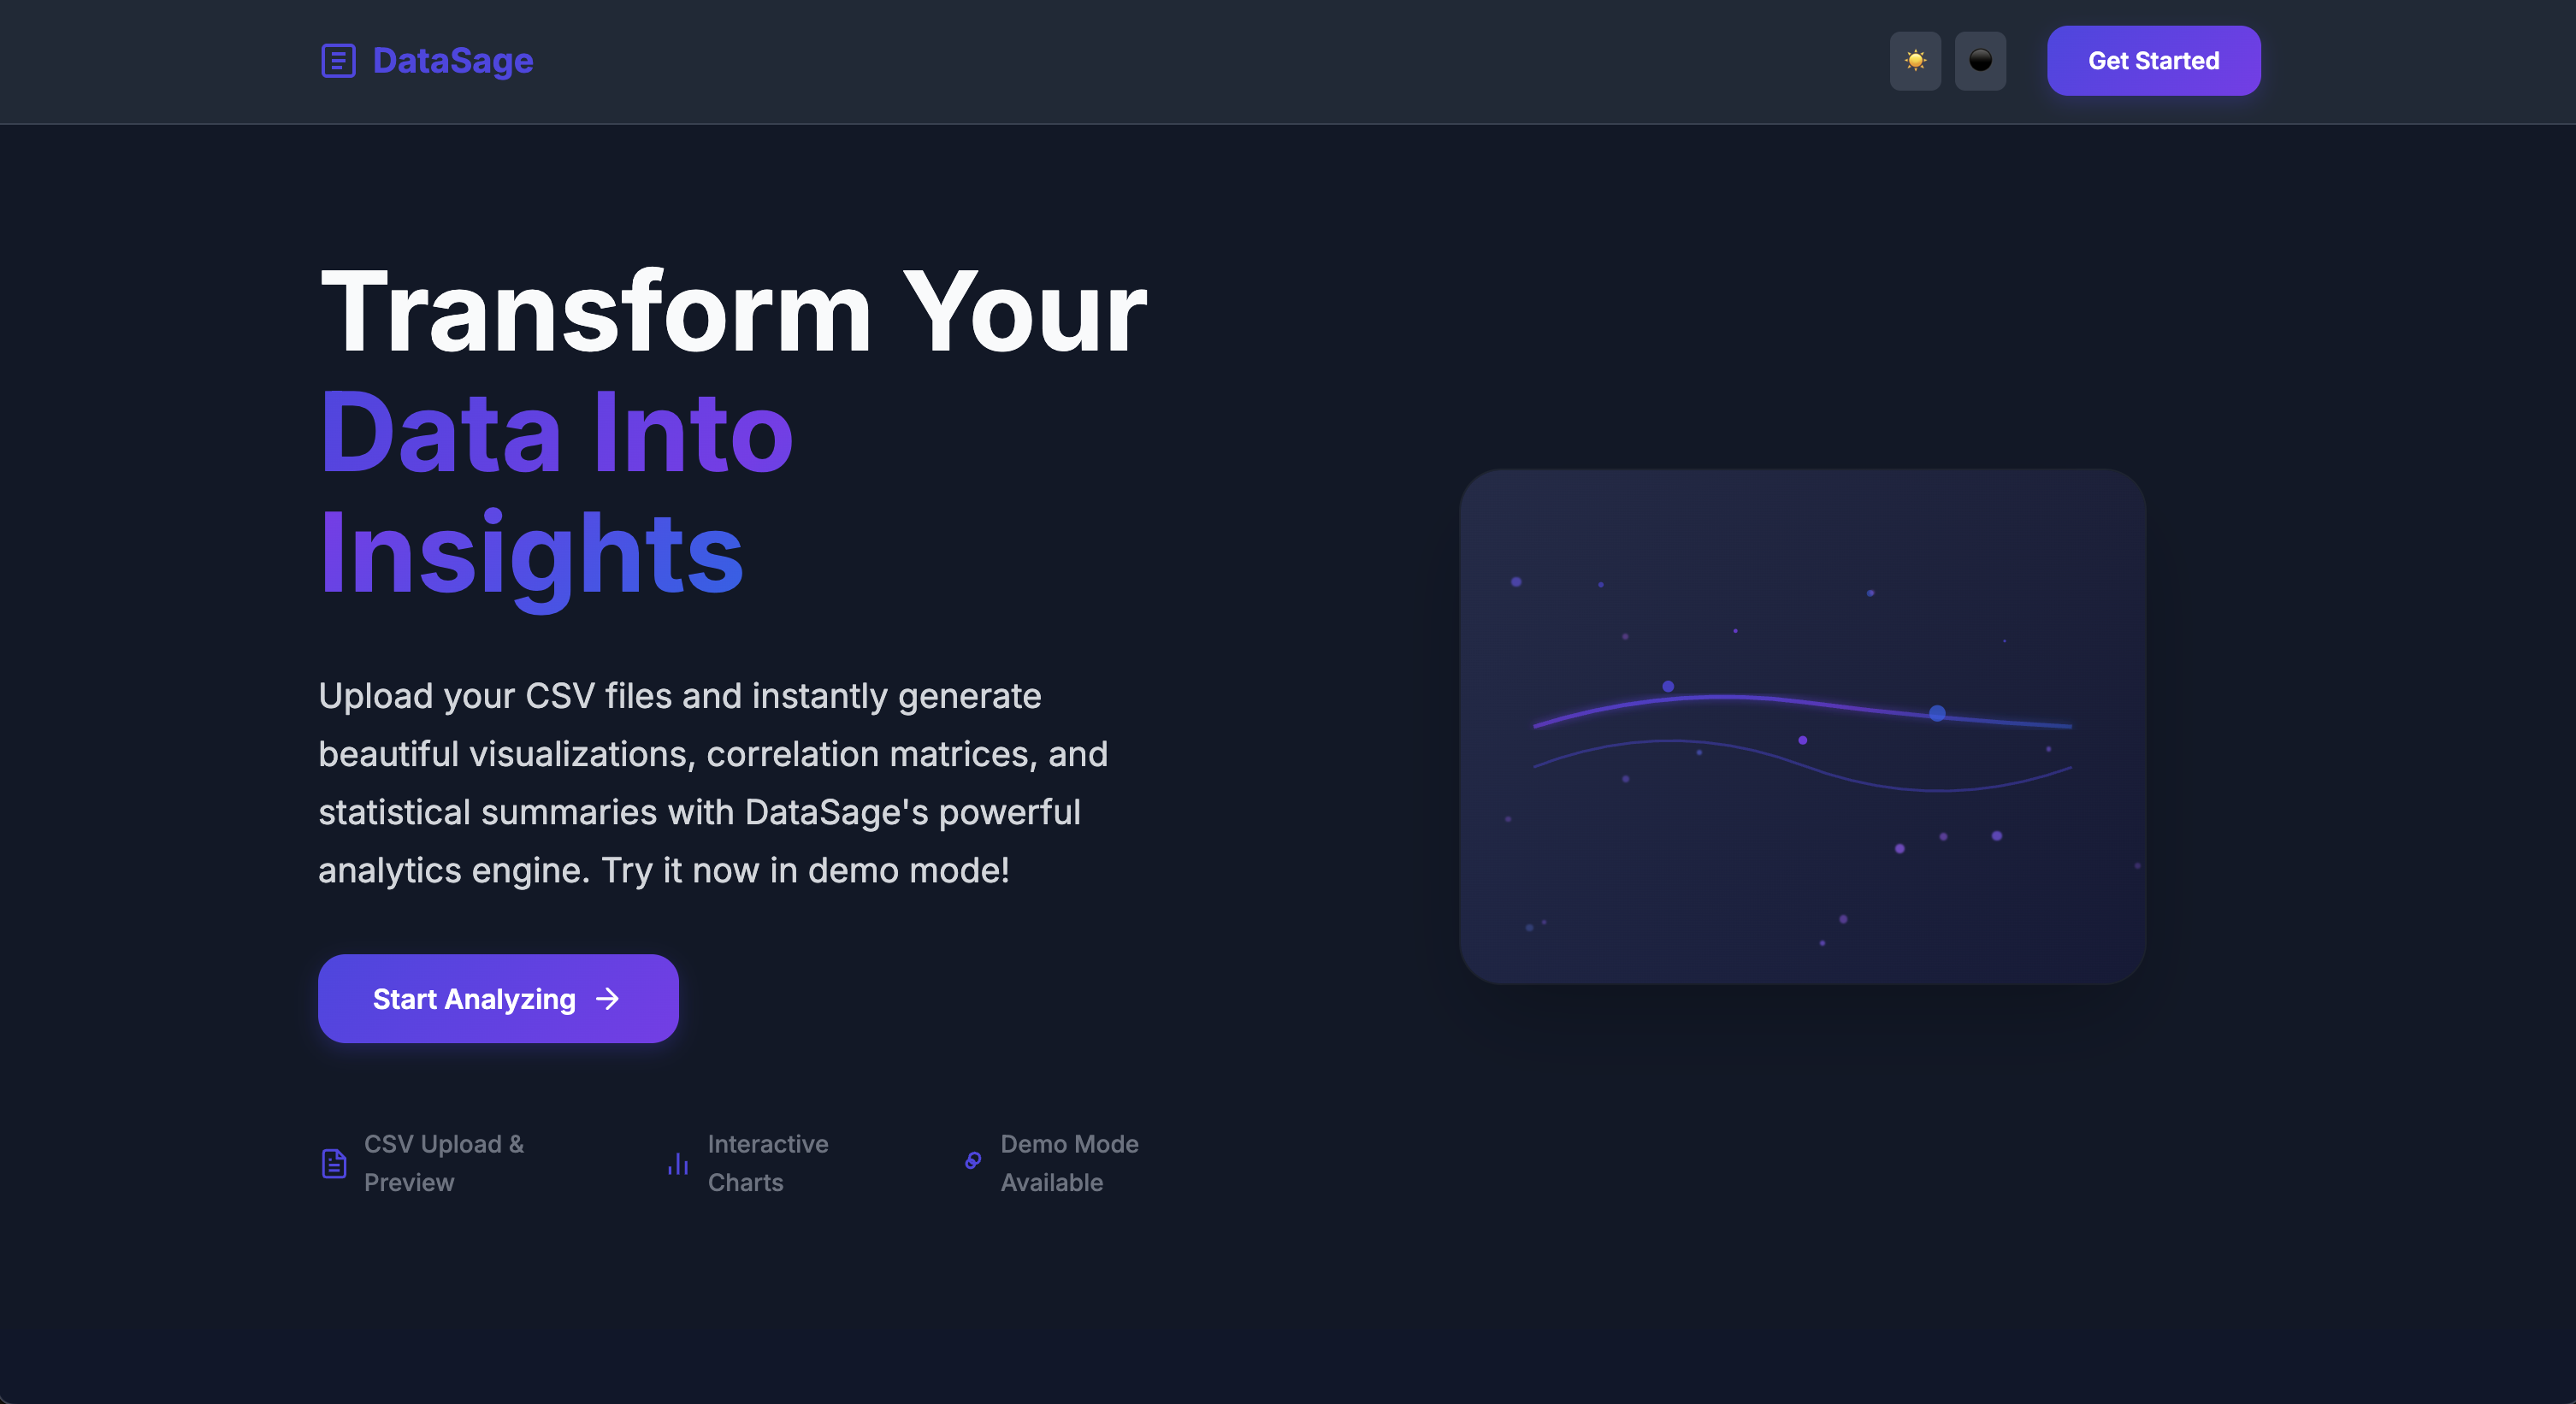 DataSage
Get Started
Transform Your
Data Into
Insights
Upload your CSV files and instantly generate
beautiful visualizations, correlation matrices, and
statistical summaries with DataSage's powerful
analytics engine. Try it now in demo mode!
Start Analyzing
CSV Upload &
Preview
Interactive
Charts
Demo Mode
Available